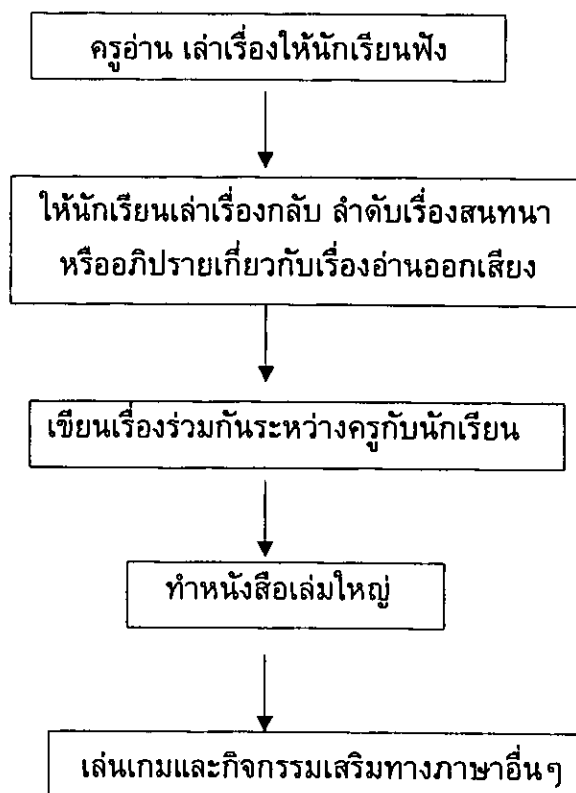 ครูอ่าน เล่าเรื่องให้นักเรียนฟัง
ให้นักเรียนเล่าเรื่องกลับ ลำดับเรื่องสนทนา
หรืออภิปรายเกี่ยวกับเรื่องอ่านออกเสียง
เขียนเรื่องร่วมกันระหว่างครูกับนักเรียน
ทำหนังสือเล่มใหญ่
เล่นเกมและกิจกรรมเสริมทางภาษาอื่นๆ